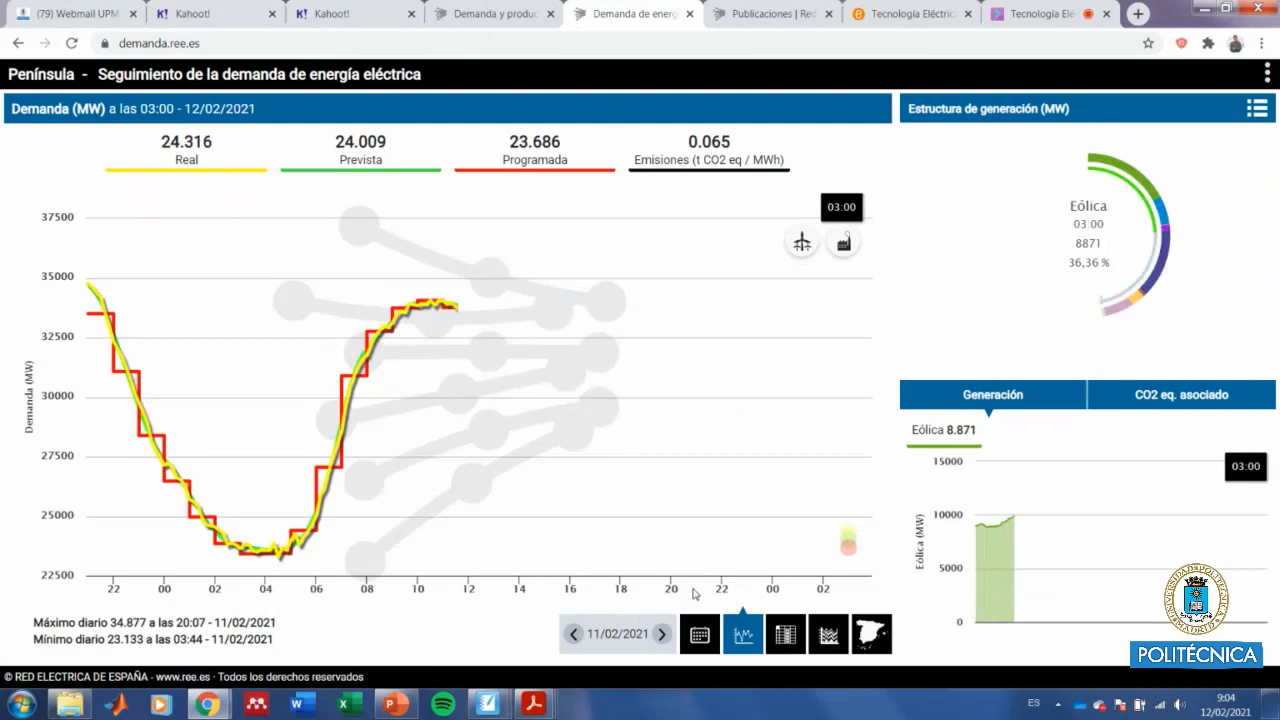 (79) Webmail UPM
Kahoot!
Kahoot!
Demanda y produc
Demanda de energ
Publicaciones | Red
Tecnología Eléctric
Tecnología Elé
demanda.ree.es
Península - Seguimiento de la demanda de energía eléctrica
Demanda (MW) a las 03:00 - 12/02/2021
24.316
Real
24.009
Prevista
23.686
Programada
0.065
Emisiones (t CO2 eq / MWh)
03:00
37500
35000
32500
30000
27500
25000
22500
Demanda (MW)
22 00 02 04 06 08 10 12 14 16 18 20 22 00 02
Máximo diario 34.877 a las 20:07 - 11/02/2021
Mínimo diario 23.133 a las 03:44 - 11/02/2021
11/02/2021
Estructura de generación (MW)
Eólica
03:00
8871
36,36 %
Generación
CO2 eq. asociado
Eólica 8.871
03:00
15000
10000
5000
0
Eólica (MW)
POLITÉCNICA
© RED ELECTRICA DE ESPAÑA - www.ree.es - Todos los derechos reservados
ES
9:04
12/02/2021